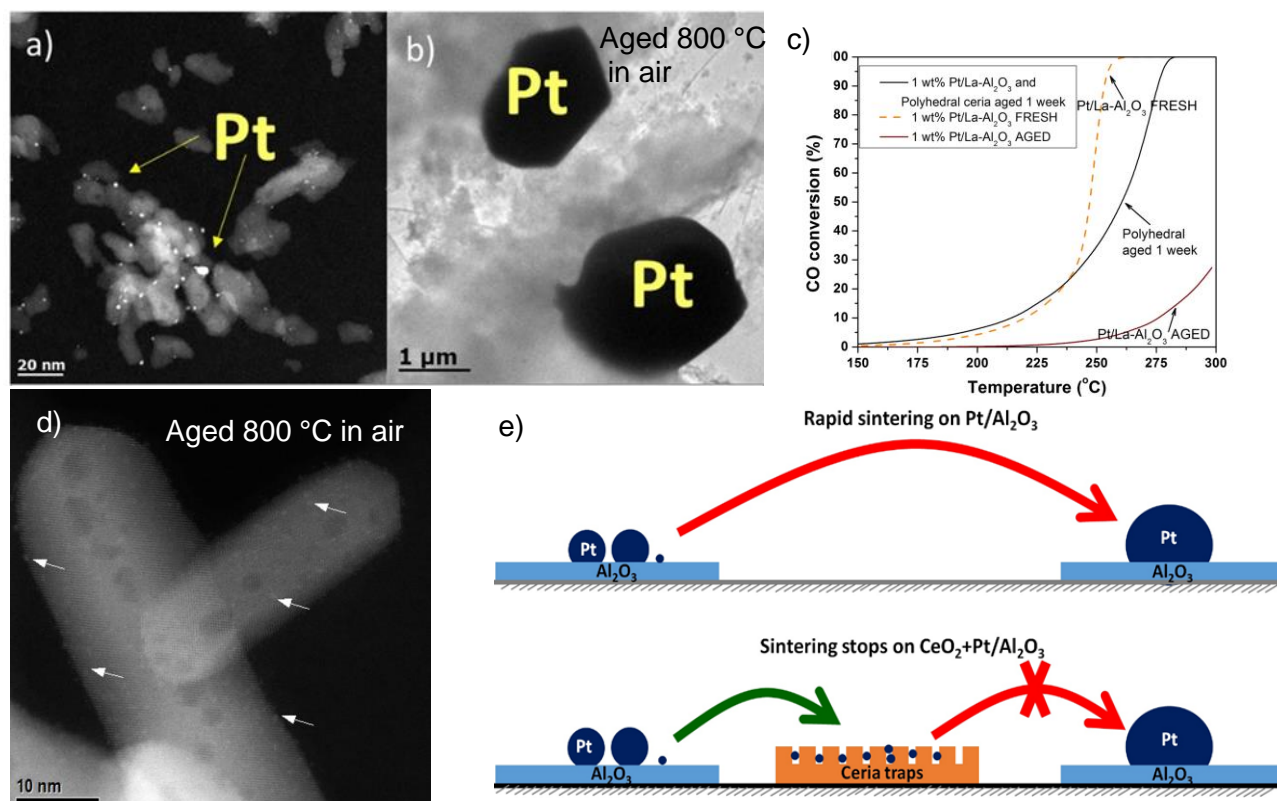 a)
Pt
20 nm
b)
Aged 800 °C
in air
Pt
Pt
1 µm
c)
CO conversion (%)
00
90
80
70
60
50
40
30
20
10
00
150 175 200 225 250 275 300
Temperature (°C)
1 wt% Pt/La-Al₂O₃ and
Polyhedral ceria aged 1 week
1 wt% Pt/La-Al₂O₃ FRESH
1 wt% Pt/La-Al₂O₃ AGED
Pt/La-Al₂O₃ FRESH
Polyhedral
aged 1 week
Pt/La-Al₂O₃ AGED
d)
Aged 800 °C in air
10 nm
e)
Rapid sintering on Pt/Al₂O₃
Pt
Pt
Al₂O₃
Al₂O₃
Sintering stops on CeO₂+Pt/Al₂O₃
Pt
Pt
Al₂O₃
Ceria traps
Al₂O₃